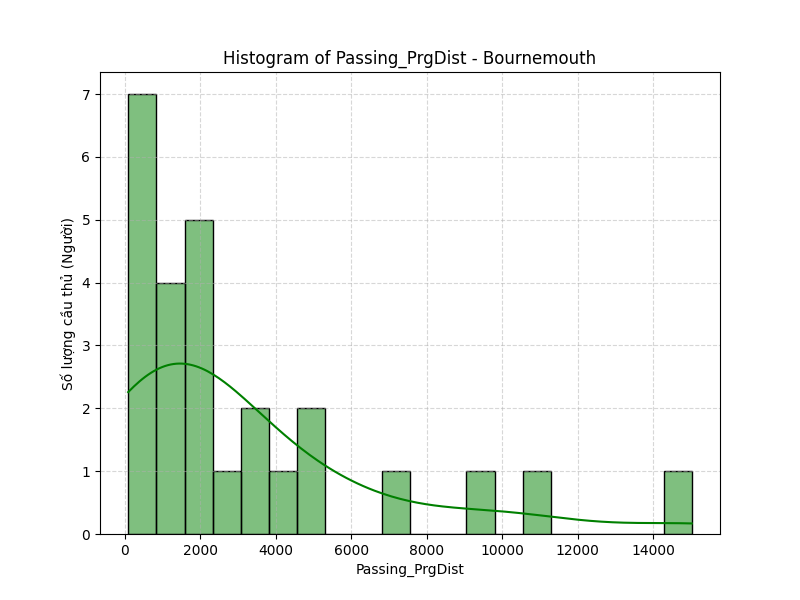 Histogram of Passing_PrgDist - Bournemouth
Số lượng cầu thủ (Người)
7
6
5
4
3
2
1
0
0 2000 4000 6000 8000 10000 12000 14000
Passing_PrgDist